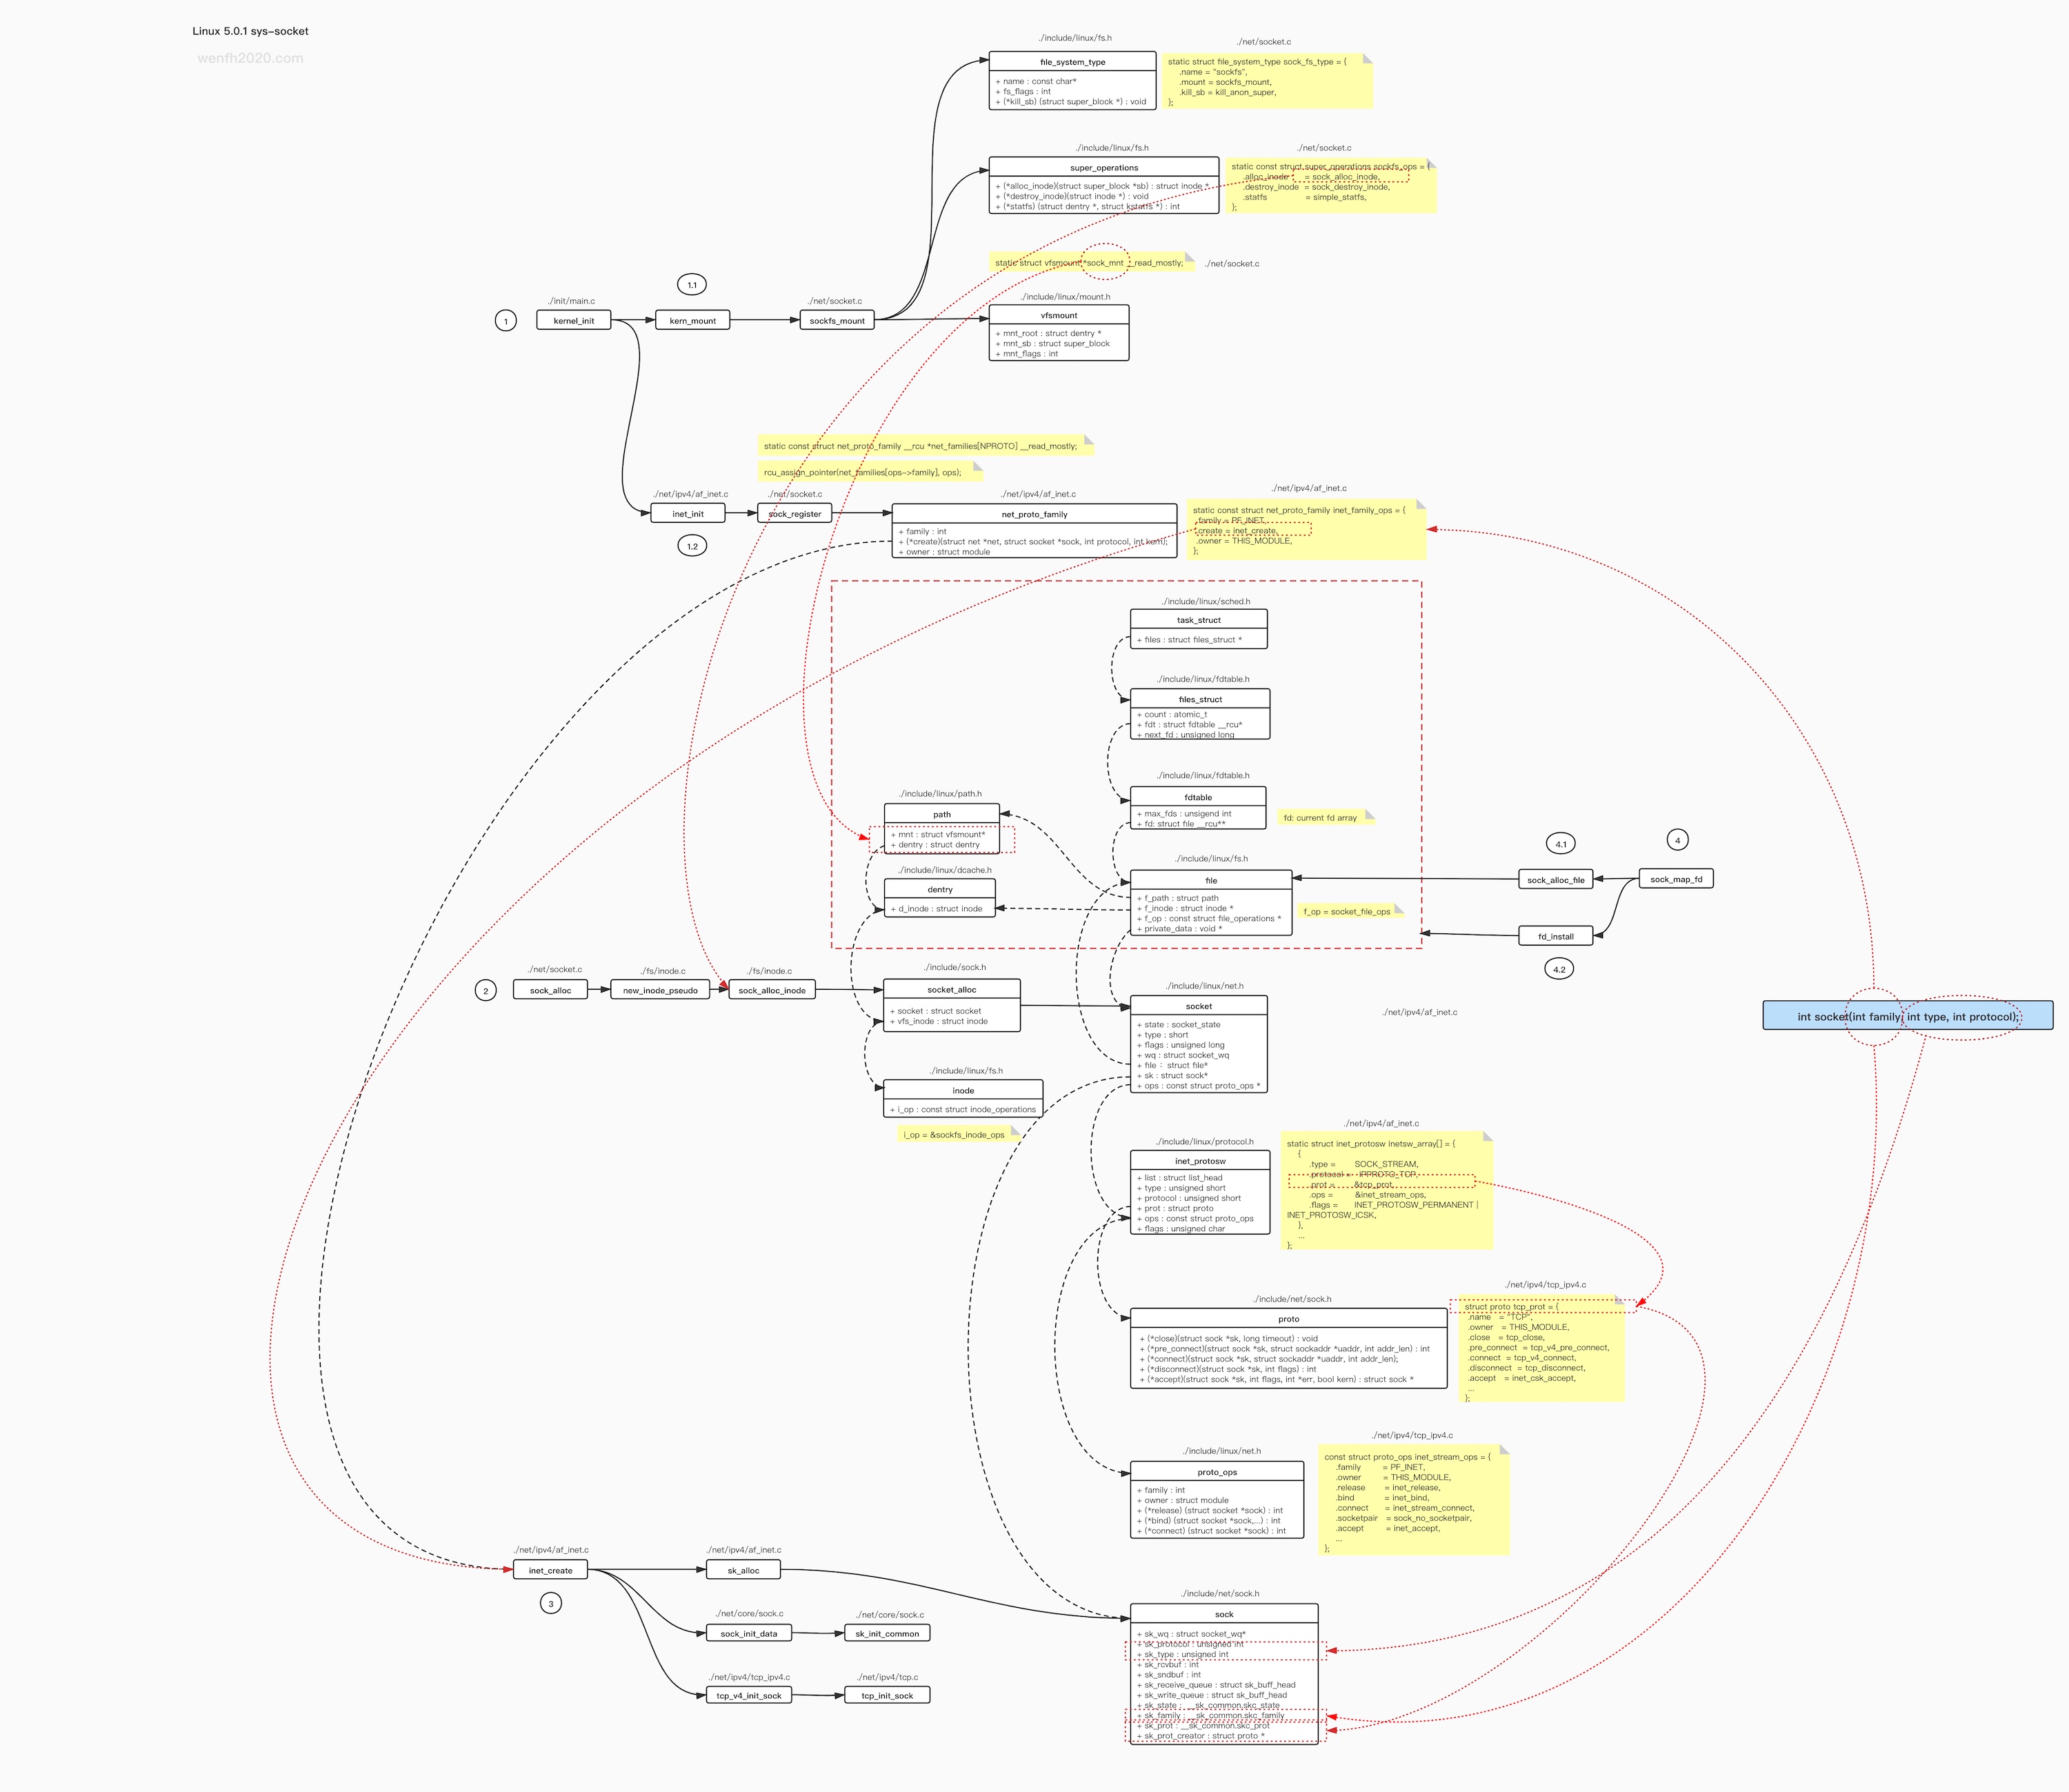 Linux 5.0.1 sys-socket
wenfh2020.com
./include/linux/fs.h
file_system_type
+ name : const char*
+ fs_flags : int
+ (*kill_sb) (struct super_block *) : void
./net/socket.c
static struct file_system_type sock_fs_type = {
.name = "sockfs",
.mount = sockfs_mount,
.kill_sb = kill_anon_super,
};
./include/linux/fs.h
super_operations
+ (*alloc_inode)(struct super_block *sb) : struct inode *
+ (*destroy_inode)(struct inode *) : void
+ (*statfs) (struct dentry *, struct kstatfs *) : int
./net/socket.c
static const struct super_operations sockfs_ops = {
.alloc_inode = sock_alloc_inode,
.destroy_inode = sock_destroy_inode,
.statfs = simple_statfs,
};
static struct vfsmount *sock_mnt __read_mostly;
./net/socket.c
1
./init/main.c
kernel_init
1.1
kern_mount
./net/socket.c
sockfs_mount
./include/linux/mount.h
vfsmount
+ mnt_root : struct dentry *
+ mnt_sb : struct super_block
+ mnt_flags : int
static const struct net_proto_family __rcu *net_families[NPROTO] __read_mostly;
rcu_assign_pointer(net_families[ops->family], ops);
./net/ipv4/af_inet.c
inet_init
1.2
./net/socket.c
sock_register
./net/ipv4/af_inet.c
net_proto_family
+ family : int
+ (*create)(struct net *net, struct socket *sock, int protocol, int kern);
+ owner : struct module
./net/ipv4/af_inet.c
static const struct net_proto_family inet_family_ops = {
.family = PF_INET,
.create = inet_create,
.owner = THIS_MODULE,
};
./include/linux/sched.h
task_struct
+ files : struct files_struct *
./include/linux/fdtable.h
files_struct
+ count : atomic_t
+ fdt : struct fdtable __rcu*
+ next_fd : unsigned long
./include/linux/fdtable.h
fdtable
+ max_fds : unsigend int
+ fd: struct file __rcu**
fd: current fd array
./include/linux/path.h
path
+ mnt : struct vfsmount*
+ dentry : struct dentry
./include/linux/dcache.h
dentry
+ d_inode : struct inode
./include/linux/fs.h
file
+ f_path : struct path
+ f_inode : struct inode *
+ f_op : const struct file_operations *
+ private_data : void *
f_op = socket_file_ops
4.1
sock_alloc_file
4
sock_map_fd
fd_install
4.2
2
./net/socket.c
sock_alloc
./fs/inode.c
new_inode_pseudo
./fs/inode.c
sock_alloc_inode
./include/sock.h
socket_alloc
+ socket : struct socket
+ vfs_inode : struct inode
./include/linux/net.h
socket
+ state : socket_state
+ type : short
+ flags : unsigned long
+ wq : struct socket_wq
+ file : struct file*
+ sk : struct sock*
+ ops : const struct proto_ops *
./net/ipv4/af_inet.c
int socket(int family, int type, int protocol);
./include/linux/fs.h
inode
+ i_op : const struct inode_operations
i_op = &sockfs_inode_ops
./include/linux/protocol.h
inet_protosw
+ list : struct list_head
+ type : unsigned short
+ protocol : unsigned short
+ prot : struct proto
+ ops : const struct proto_ops
+ flags : unsigned char
./net/ipv4/af_inet.c
static struct inet_protosw inetsw_array[] = {
{
.type = SOCK_STREAM,
.protocol = IPPROTO_TCP,
.prot = &tcp_prot,
.ops = &inet_stream_ops,
.flags = INET_PROTOSW_PERMANENT |
INET_PROTOSW_ICSK,
},
...
};
./include/net/sock.h
proto
+ (*close)(struct sock *sk, long timeout) : void
+ (*pre_connect)(struct sock *sk, struct sockaddr *uaddr, int addr_len) : int
+ (*connect)(struct sock *sk, struct sockaddr *uaddr, int addr_len);
+ (*disconnect)(struct sock *sk, int flags) : int
+ (*accept)(struct sock *sk, int flags, int *err, bool kern) : struct sock *
./net/ipv4/tcp_ipv4.c
struct proto tcp_prot = {
.name = "TCP",
.owner = THIS_MODULE,
.close = tcp_close,
.pre_connect = tcp_v4_pre_connect,
.connect = tcp_v4_connect,
.disconnect = tcp_disconnect,
.accept = inet_csk_accept,
...
};
./include/linux/net.h
proto_ops
+ family : int
+ owner : struct module
+ (*release) (struct socket *sock) : int
+ (*bind) (struct socket *sock,...) : int
+ (*connect) (struct socket *sock) : int
./net/ipv4/tcp_ipv4.c
const struct proto_ops inet_stream_ops = {
.family = PF_INET,
.owner = THIS_MODULE,
.release = inet_release,
.bind = inet_bind,
.connect = inet_stream_connect,
.socketpair = sock_no_socketpair,
.accept = inet_accept,
...
};
./net/ipv4/af_inet.c
inet_create
3
./net/ipv4/af_inet.c
sk_alloc
./net/core/sock.c
sock_init_data
./net/core/sock.c
sk_init_common
./net/ipv4/tcp_ipv4.c
tcp_v4_init_sock
./net/ipv4/tcp.c
tcp_init_sock
./include/net/sock.h
sock
+ sk_wq : struct socket_wq*
+ sk_protocol : unsigned int
+ sk_type : unsigned int
+ sk_rcvbuf : int
+ sk_sndbuf : int
+ sk_receive_queue : struct sk_buff_head
+ sk_write_queue : struct sk_buff_head
+ sk_state : __sk_common.skc_state
+ sk_family : __sk_common.skc_family
+ sk_prot : __sk_common.skc_prot
+ sk_prot_creator : struct proto *